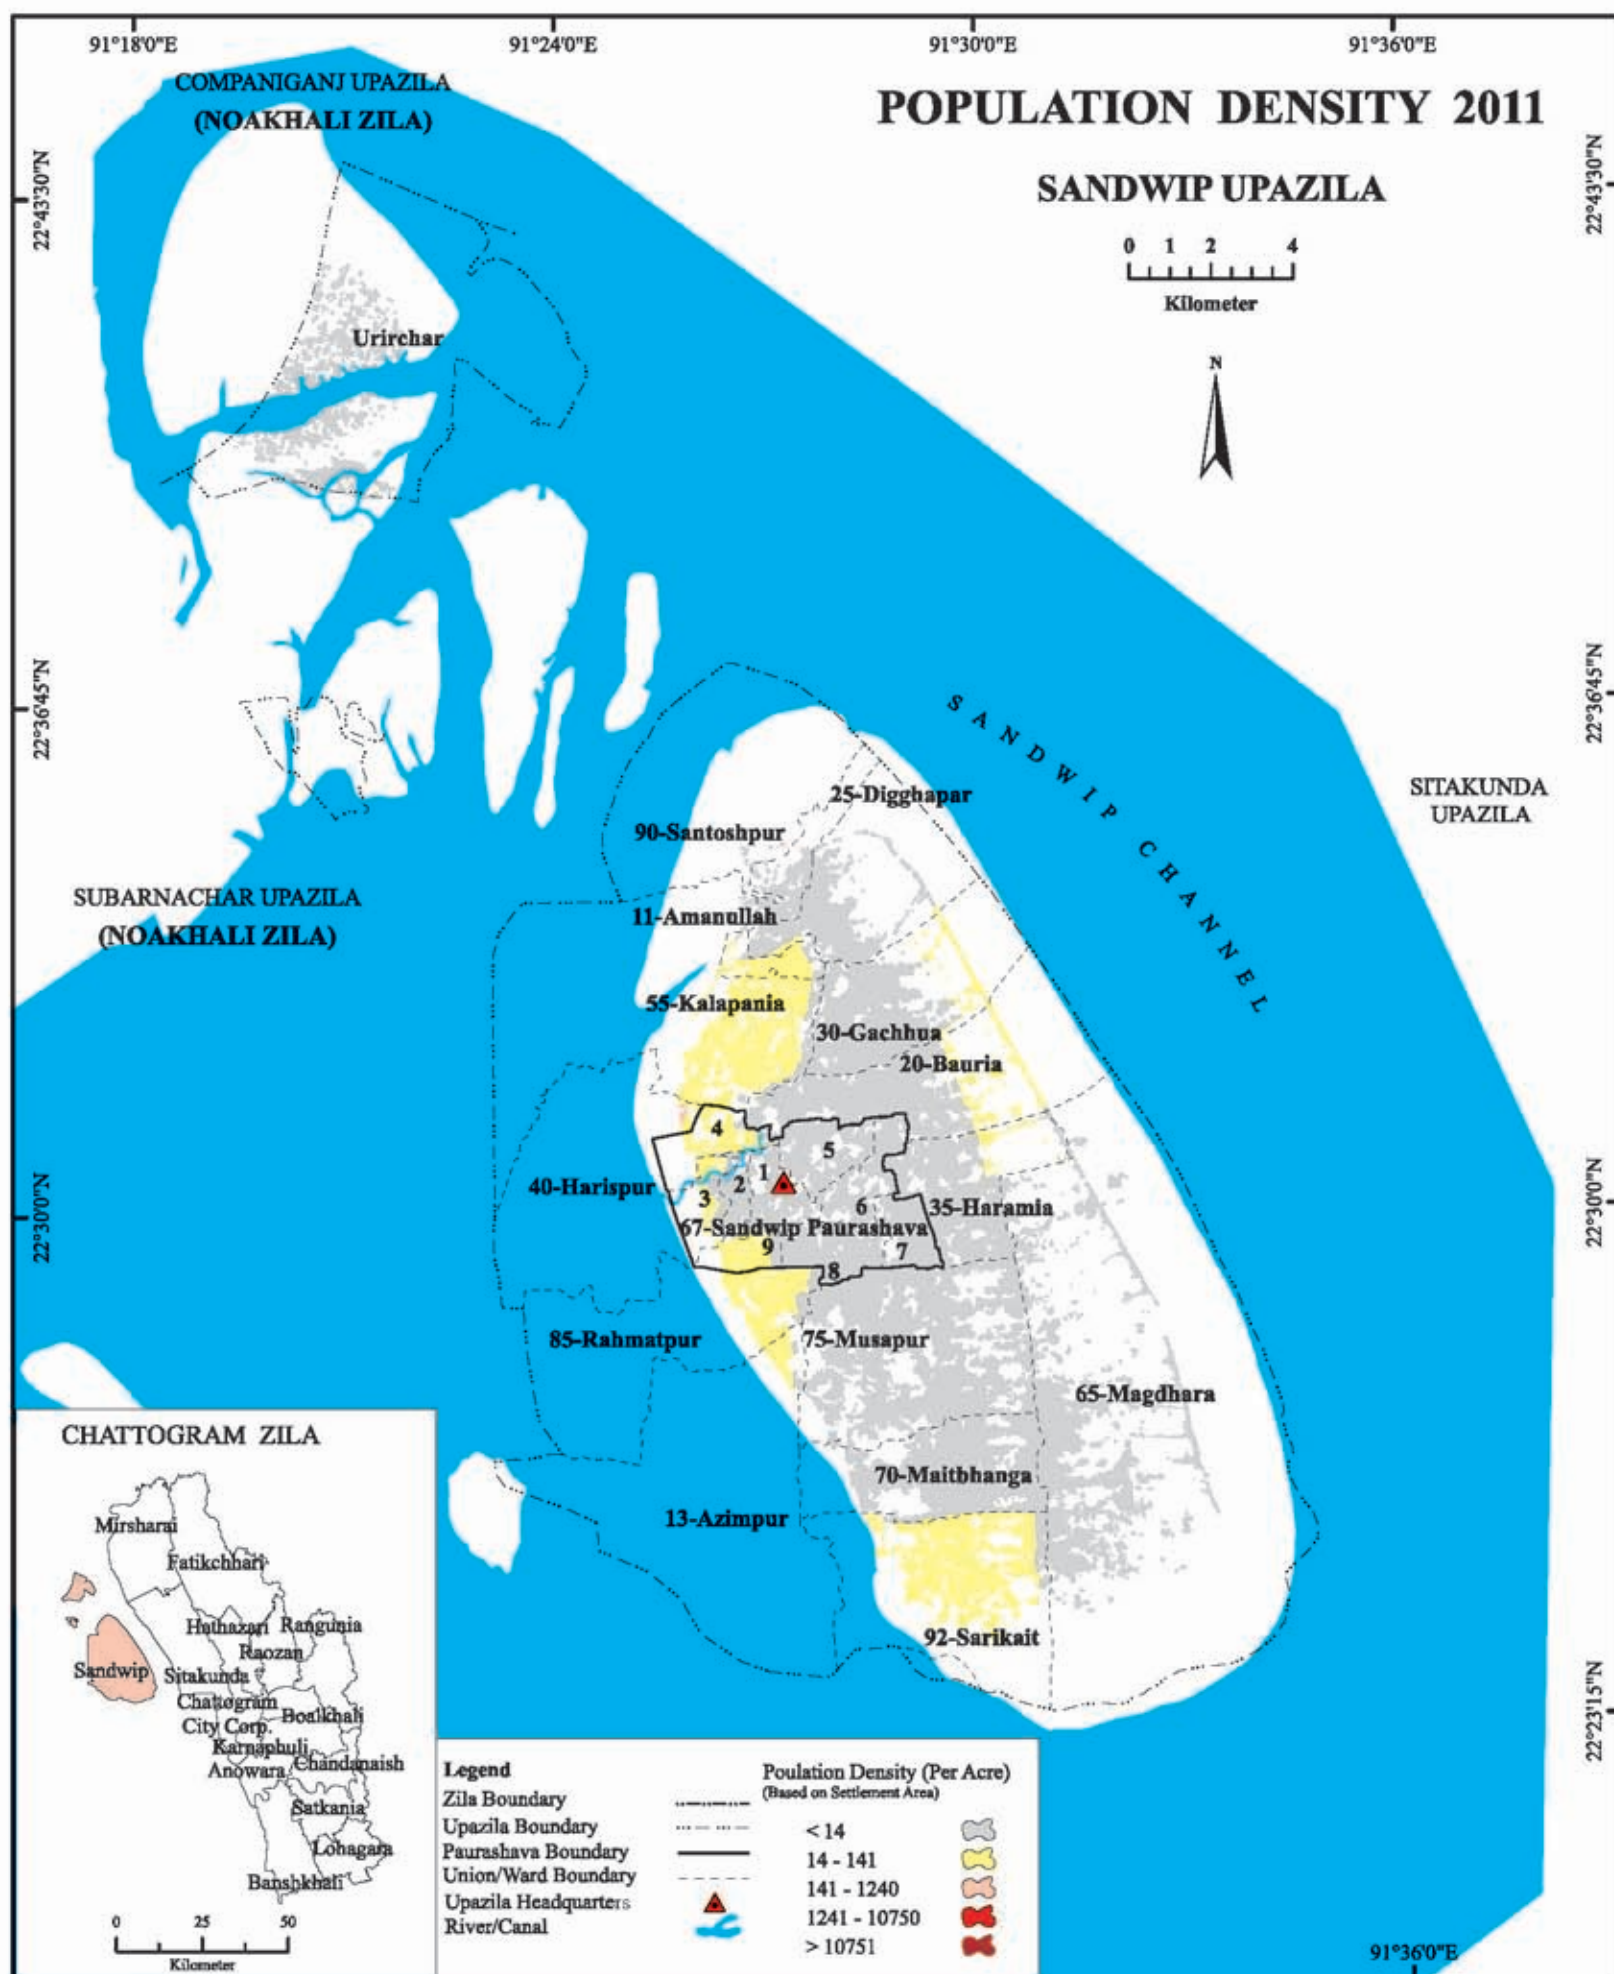 91°18'0"E
91°24'0"E
91°30'0"E
91°36'0"E
COMPANIGANJ UPAZILA
(NOAKHALI ZILA)
POPULATION DENSITY 2011
SANDWIP UPAZILA
0 1 2 4
Kilometer
N
22°43'30"N
22°43'30"N
Urirchar
22°36'45"N
22°36'45"N
SANDWIP CHANNEL
SITAKUNDA
UPAZILA
25-Digghapar
90-Santoshpur
SUBARNACHAR UPAZILA
(NOAKHALI ZILA)
11-Amanullah
55-Kalapania
30-Gachhua
20-Bauria
4
5
1
2
3
6
40-Harispur
35-Haramia
67-Sandwip Paurashava
9
7
8
22°30'0"N
22°30'0"N
85-Rahmatpur
75-Musapur
65-Magdhara
70-Maitbhanga
13-Azimpur
92-Sarikait
22°23'15"N
CHATTOGRAM ZILA
Mirsharai
Fatikchhari
Hathazari
Rangunia
Raozan
Sandwip
Sitakunda
Chattogram
City Corp.
Boalkhali
Karnaphuli
Anowara
Chandanaish
Satkania
Lohagara
Banshkhali
0 25 50
Kilometer
Legend
Zila Boundary
Upazila Boundary
Paurashava Boundary
Union/Ward Boundary
Upazila Headquarters
River/Canal
Poulation Density (Per Acre)
(Based on Settlement Area)
< 14
14 - 141
141 - 1240
1241 - 10750
> 10751
91°36'0"E